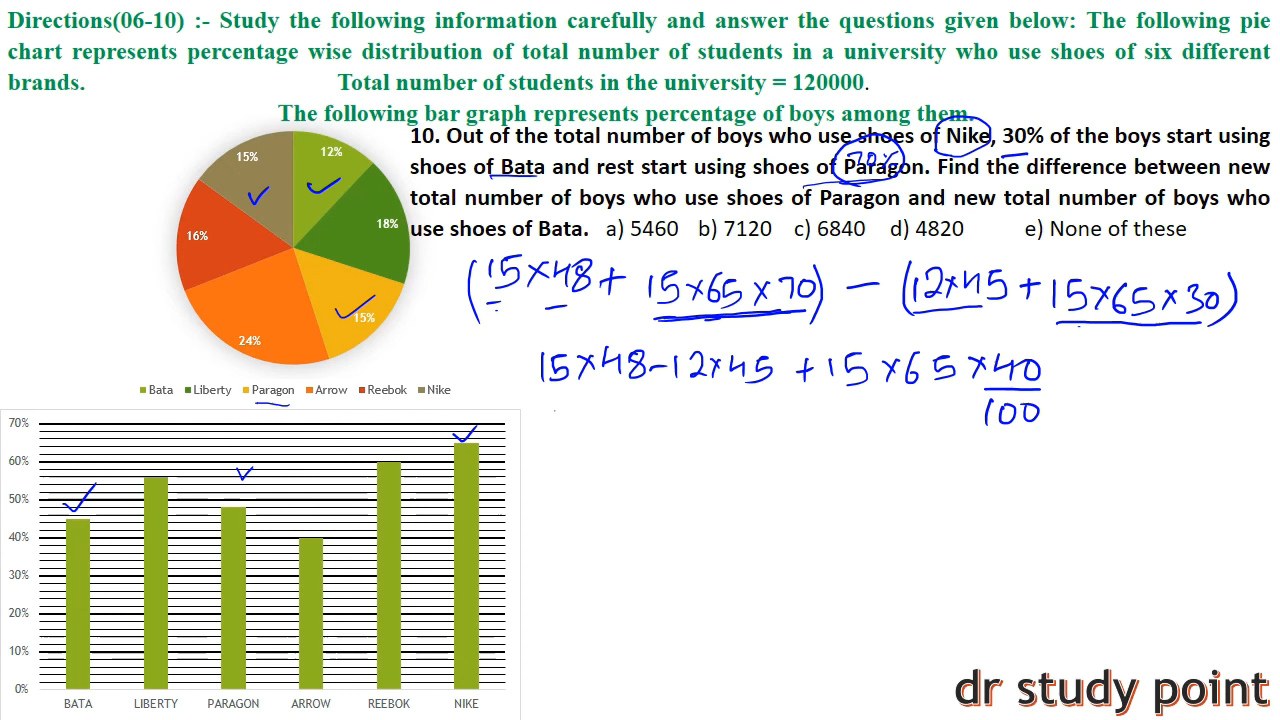 Directions(06-10) :- Study the following information carefully and answer the questions given below: The following pie
chart represents percentage wise distribution of total number of students in a university who use shoes of six different
brands. Total number of students in the university = 120000.
The following bar graph represents percentage of boys among them.
10. Out of the total number of boys who use shoes of Nike, 30% of the boys start using
shoes of Bata and rest start using shoes of Paragon. Find the difference between new
70%
total number of boys who use shoes of Paragon and new total number of boys who
use shoes of Bata. a) 5460 b) 7120 c) 6840 d) 4820 e) None of these
15% 12%
18%
16%
15%
24%
Bata Liberty Paragon Arrow Reebok Nike
(15×48 + 15×65×70) − (12×45 + 15×65×30)
15×48−12×45 + 15×65×40
100
70%
60%
50%
40%
30%
20%
10%
0%
BATA LIBERTY PARAGON ARROW REEBOK NIKE
dr study point